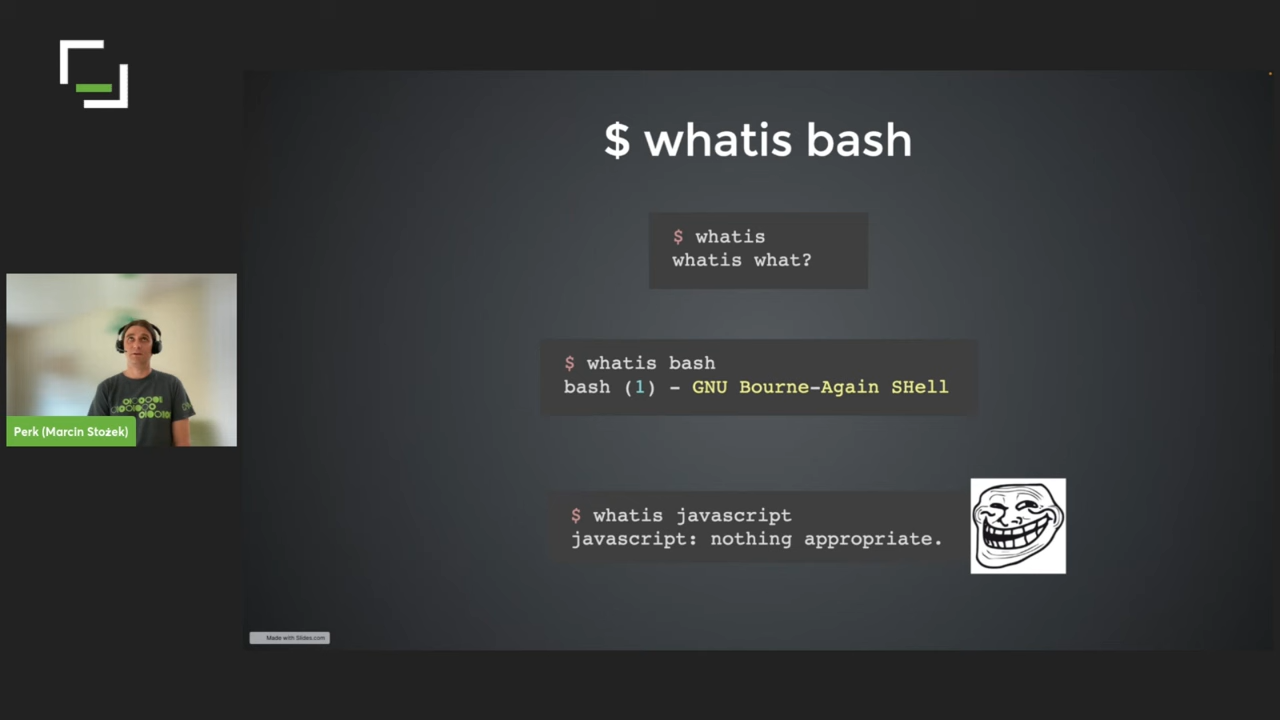 $ whatis bash
$ whatis
whatis what?
$ whatis bash
bash (1) - GNU Bourne-Again SHell
$ whatis javascript
javascript: nothing appropriate.
Perk (Marcin Stożek)
Made with Slides.com